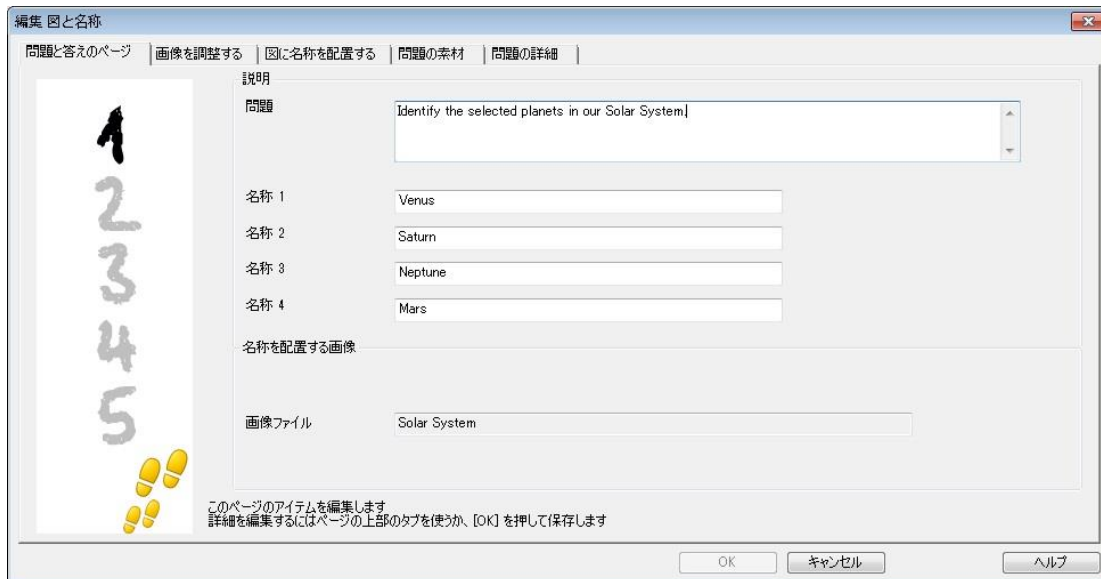 編集 図と名称
問題と答えのページ 画像を調整する 図に名称を配置する 問題の素材 問題の詳細
説明
問題 Identify the selected planets in our Solar System.
名称 1 Venus
名称 2 Saturn
名称 3 Neptune
名称 4 Mars
名称を配置する画像
画像ファイル Solar System
1
2
3
4
5
このページのアイテムを編集します
詳細を編集するにはページの上部のタブを使うか、[OK] を押して保存します
OK キャンセル ヘルプ